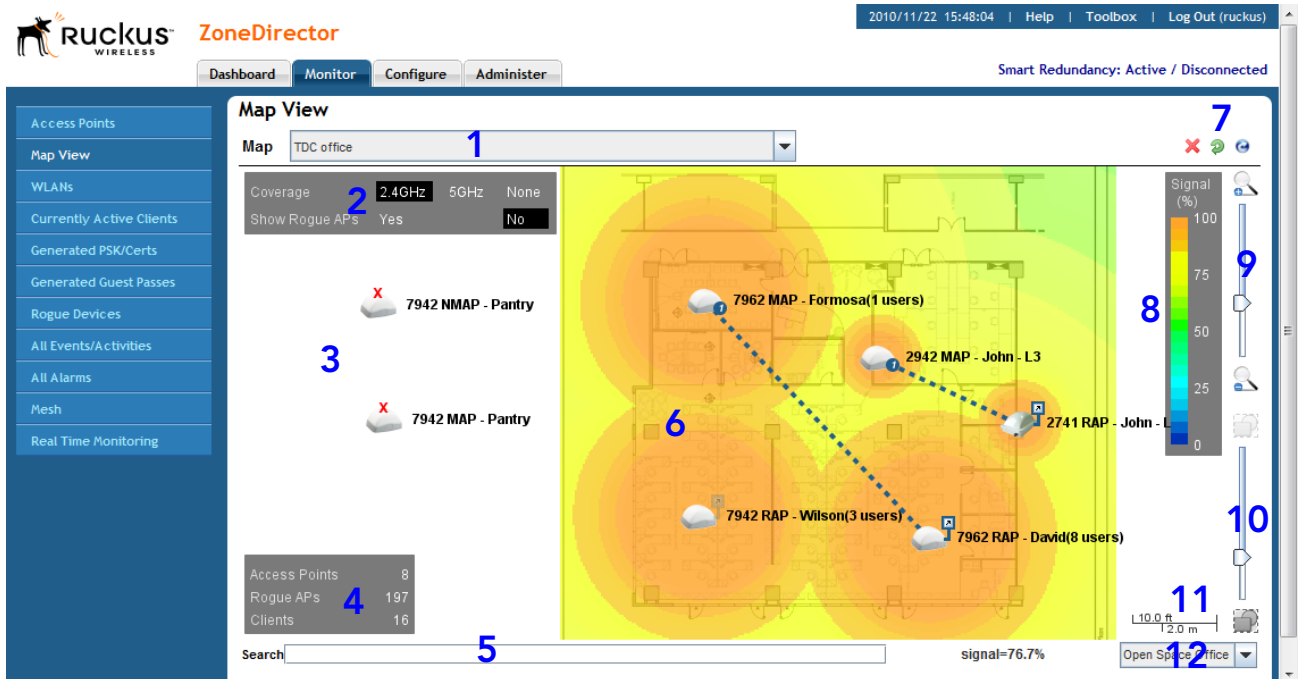 2010/11/22 15:48:04 | Help | Toolbox | Log Out (ruckus)
RUCKUS WIRELESS
ZoneDirector
Dashboard Monitor Configure Administer
Smart Redundancy: Active / Disconnected
Access Points
Map View
WLANs
Currently Active Clients
Generated PSK/Certs
Generated Guest Passes
Rogue Devices
All Events/Activities
All Alarms
Mesh
Real Time Monitoring
Map View
7
Map TDC office 1
Coverage 2.4GHz 5GHz None
2
Show Rogue APs Yes No
Signal
(%)
100
75
50
25
0
8
9
7942 NMAP - Pantry
7962 MAP - Formosa(1 users)
1
3
2942 MAP - John - L3
1
7942 MAP - Pantry
6
2741 RAP - John - L
7942 RAP - Wilson(3 users)
7962 RAP - David(8 users)
10
Access Points 8
Rogue APs 197
4
Clients 16
11
10.0 ft
2.0 m
Search 5
signal=76.7%
Open Space Office
12